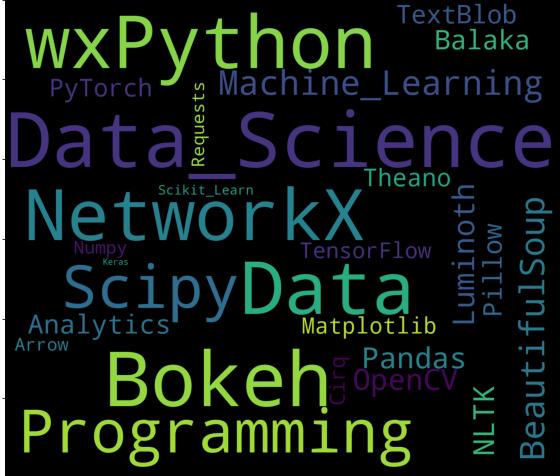 wxPython
TextBlob
Balaka
PyTorch
Requests
Machine_Learning
Data_Science
Scikit_Learn
Theano
NetworkX
Luminoth
Pillow
BeautifulSoup
Numpy
Keras
TensorFlow
Scipy
Data
Analytics
Matplotlib
Arrow
Bokeh
Cirq
Pandas
OpenCV
NLTK
Programming